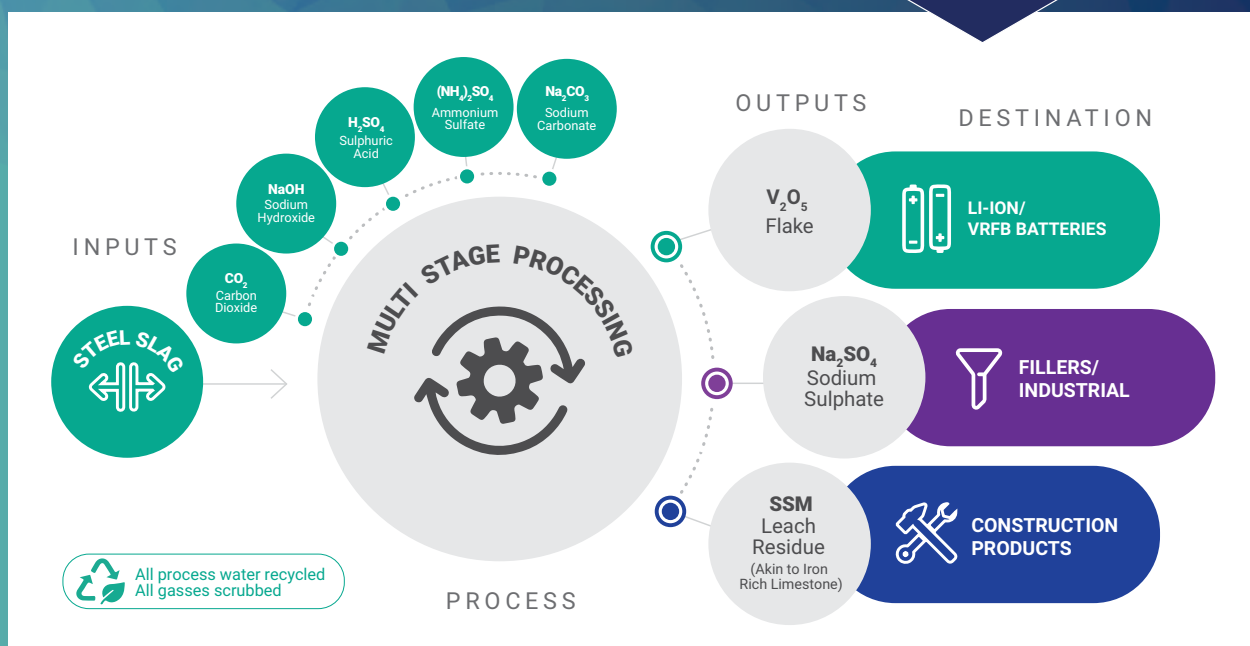 INPUTS
STEEL SLAG
CO₂
Carbon
Dioxide
NaOH
Sodium
Hydroxide
H₂SO₄
Sulphuric
Acid
(NH₄)₂SO₄
Ammonium
Sulfate
Na₂CO₃
Sodium
Carbonate
MULTI STAGE PROCESSING
PROCESS
OUTPUTS
DESTINATION
V₂O₅
Flake
LI-ION/
VRFB BATTERIES
Na₂SO₄
Sodium
Sulphate
FILLERS/
INDUSTRIAL
SSM
Leach
Residue
(Akin to Iron
Rich Limestone)
CONSTRUCTION
PRODUCTS
All process water recycled
All gasses scrubbed